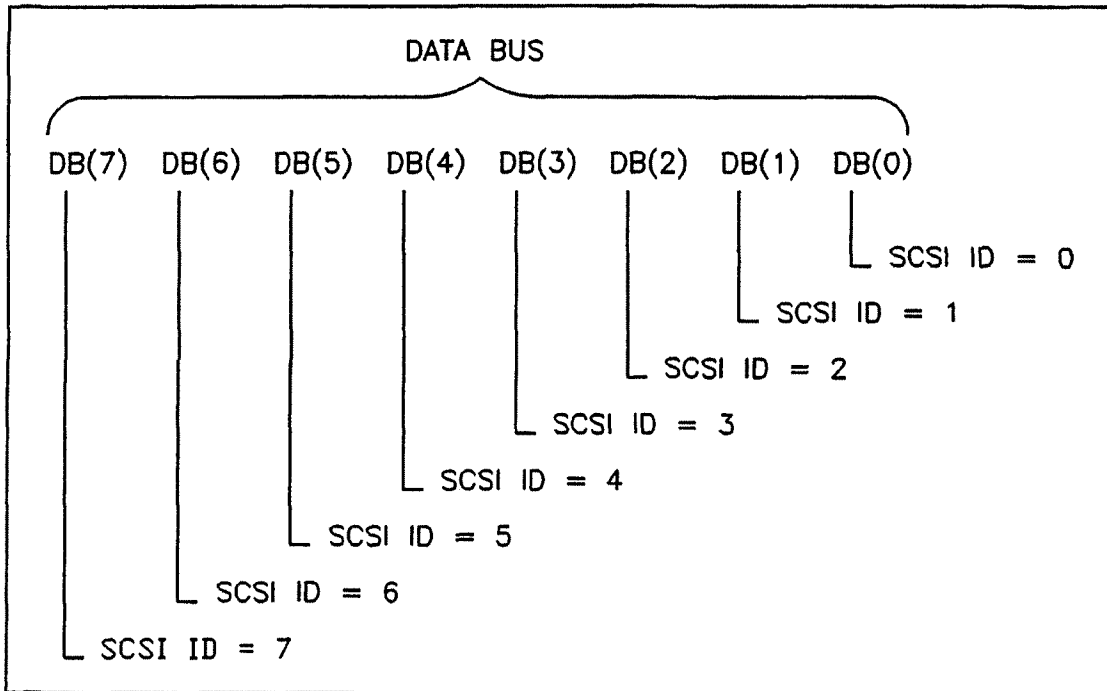 DATA BUS
DB(7) DB(6) DB(5) DB(4) DB(3) DB(2) DB(1) DB(0)
SCSI ID = 0
SCSI ID = 1
SCSI ID = 2
SCSI ID = 3
SCSI ID = 4
SCSI ID = 5
SCSI ID = 6
SCSI ID = 7